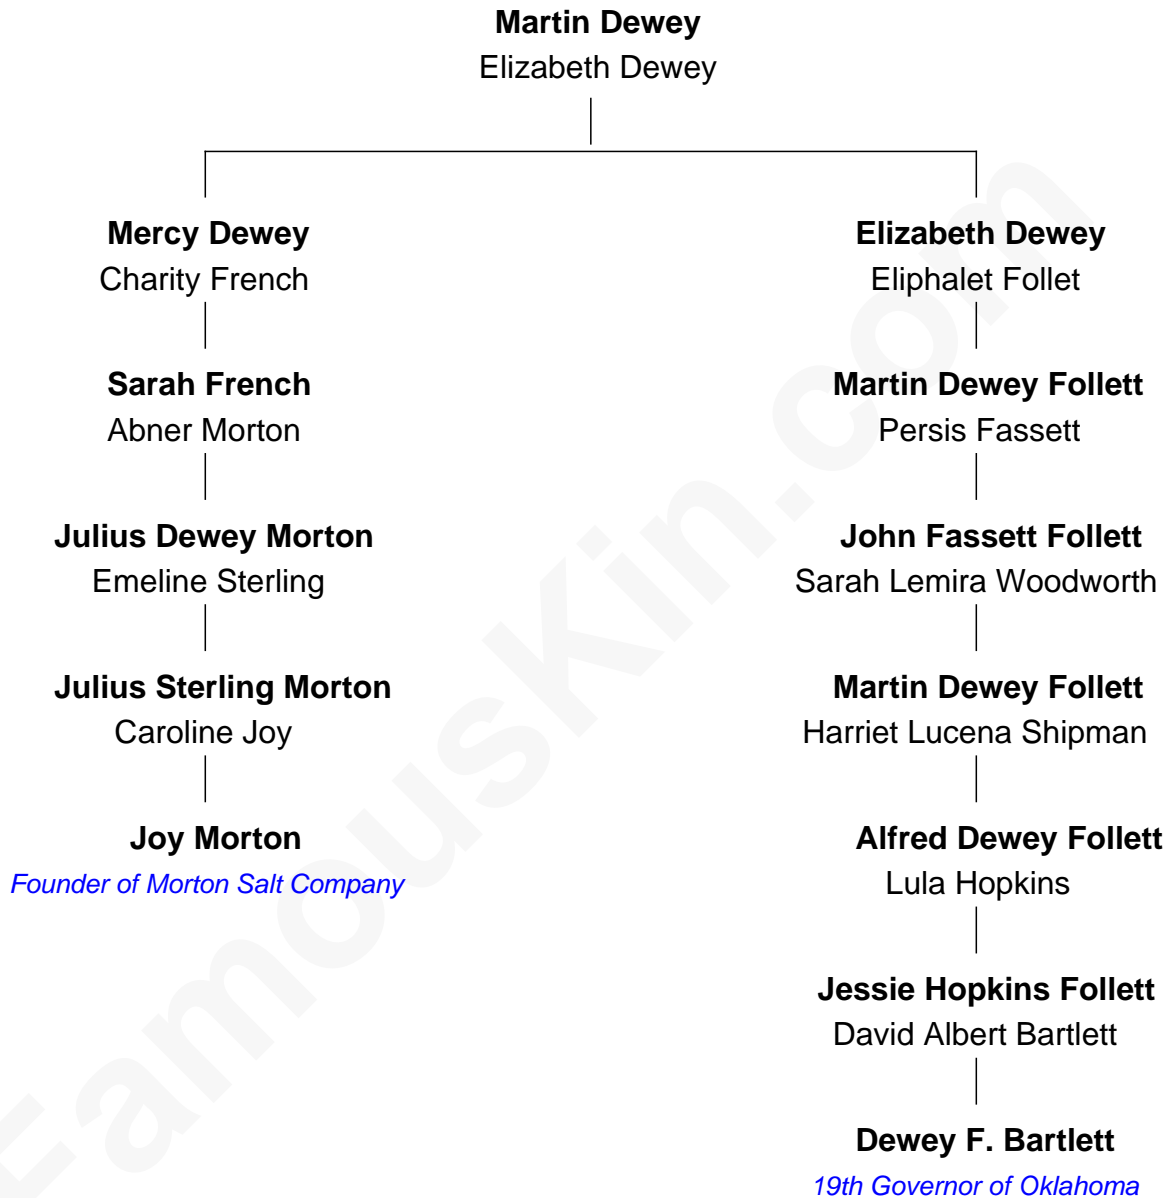 Martin Dewey
Elizabeth Dewey
Mercy Dewey
Charity French
Elizabeth Dewey
Eliphalet Follet
Sarah French
Abner Morton
Martin Dewey Follett
Persis Fassett
Julius Dewey Morton
Emeline Sterling
John Fassett Follett
Sarah Lemira Woodworth
Julius Sterling Morton
Caroline Joy
Martin Dewey Follett
Harriet Lucena Shipman
Joy Morton
Founder of Morton Salt Company
Alfred Dewey Follett
Lula Hopkins
Jessie Hopkins Follett
David Albert Bartlett
Dewey F. Bartlett
19th Governor of Oklahoma
FamousKin.com